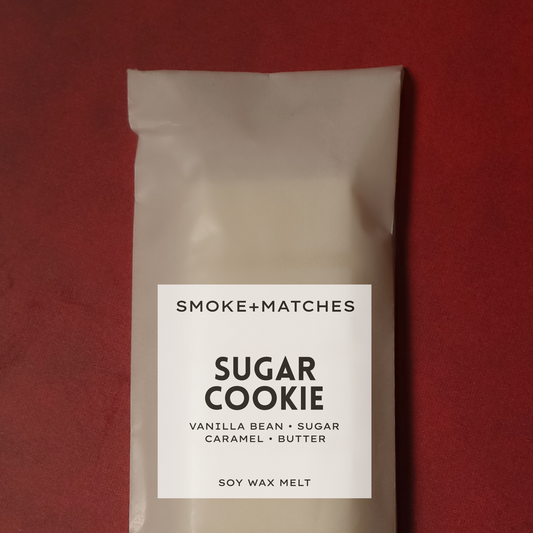 SMOKE+MATCHES
SUGAR
COOKIE
VANILLA BEAN • SUGAR
CARAMEL • BUTTER
SOY WAX MELT